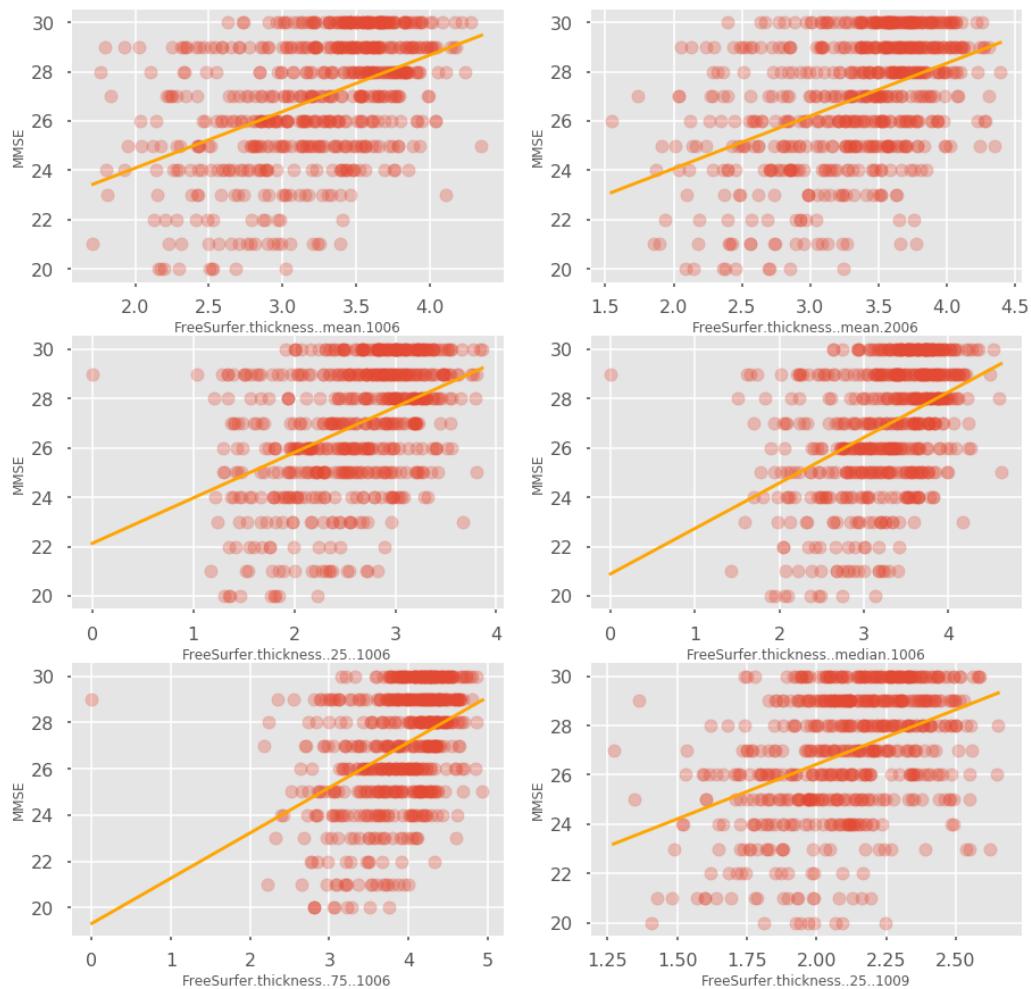 30
28
26
24
22
20
MMSE
2.0 2.5 3.0 3.5 4.0
FreeSurfer.thickness..mean.1006
30
28
26
24
22
20
MMSE
1.5 2.0 2.5 3.0 3.5 4.0 4.5
FreeSurfer.thickness..mean.2006
30
28
26
24
22
20
MMSE
0 1 2 3 4
FreeSurfer.thickness..25..1006
30
28
26
24
22
20
MMSE
0 1 2 3 4
FreeSurfer.thickness..median.1006
30
28
26
24
22
20
MMSE
0 1 2 3 4 5
FreeSurfer.thickness..75..1006
30
28
26
24
22
20
MMSE
1.25 1.50 1.75 2.00 2.25 2.50
FreeSurfer.thickness..25..1009